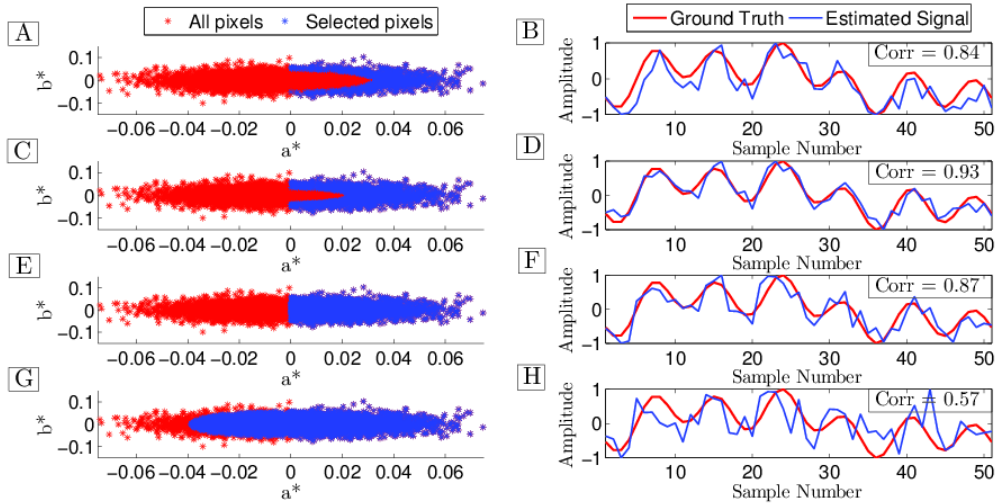 All pixels Selected pixels
Ground Truth Estimated Signal
A
b*
0.1
0
−0.1
−0.06 −0.04 −0.02 0 0.02 0.04 0.06
a*
B
Amplitude
1
0
−1
Corr = 0.84
10 20 30 40 50
Sample Number
C
b*
0.1
0
−0.1
−0.06 −0.04 −0.02 0 0.02 0.04 0.06
a*
D
Amplitude
1
0
−1
Corr = 0.93
10 20 30 40 50
Sample Number
E
b*
0.1
0
−0.1
−0.06 −0.04 −0.02 0 0.02 0.04 0.06
a*
F
Amplitude
1
0
−1
Corr = 0.87
10 20 30 40 50
Sample Number
G
b*
0.1
0
−0.1
−0.06 −0.04 −0.02 0 0.02 0.04 0.06
a*
H
Amplitude
1
0
−1
Corr = 0.57
10 20 30 40 50
Sample Number